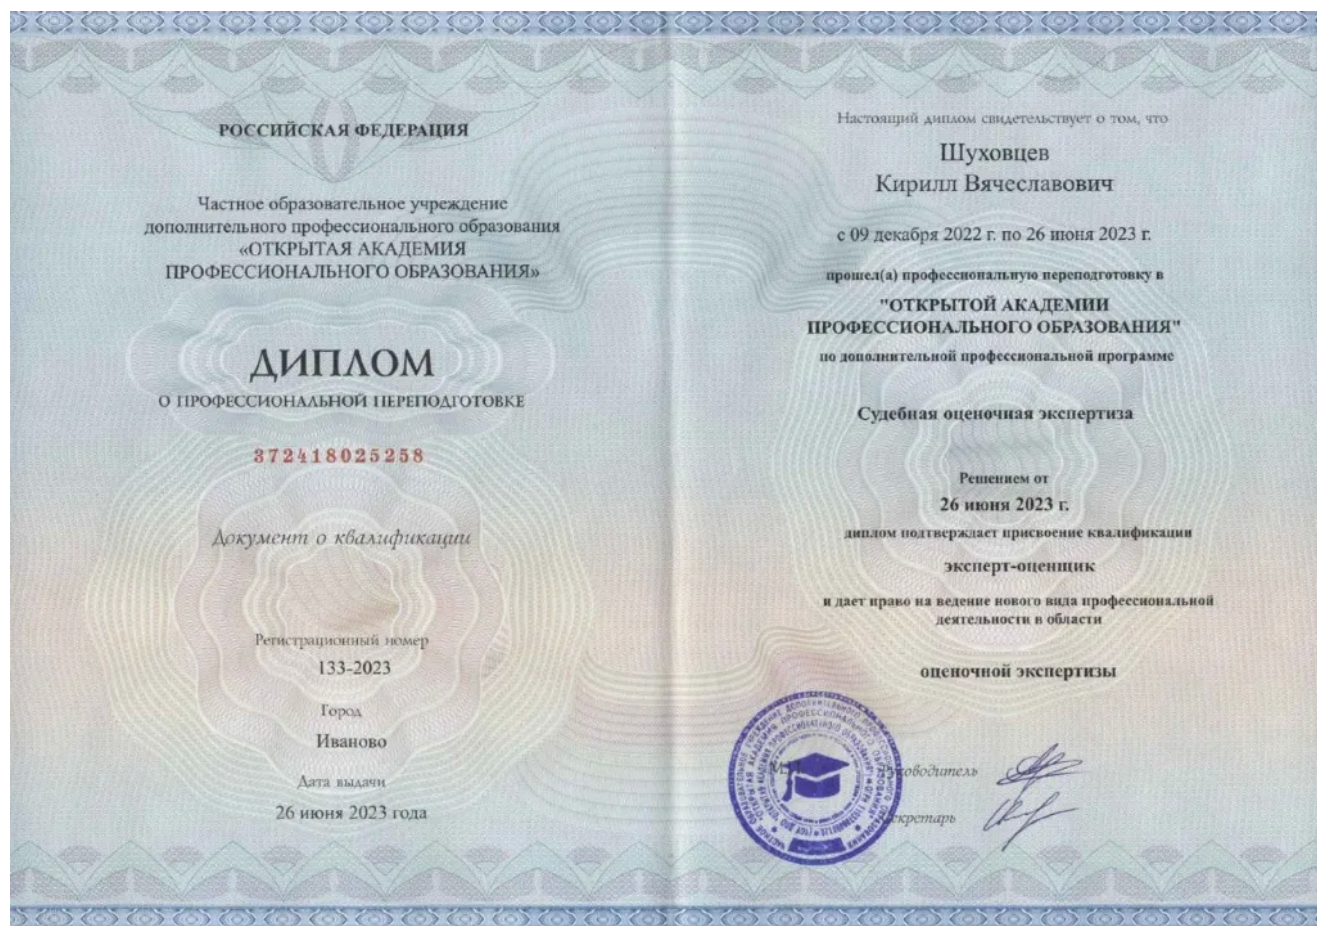 РОССИЙСКАЯ ФЕДЕРАЦИЯ
Частное образовательное учреждение
дополнительного профессионального образования
«ОТКРЫТАЯ АКАДЕМИЯ
ПРОФЕССИОНАЛЬНОГО ОБРАЗОВАНИЯ»
ДИПЛОМ
О ПРОФЕССИОНАЛЬНОЙ ПЕРЕПОДГОТОВКЕ
372418025258
Документ о квалификации
Регистрационный номер
133-2023
Город
Иваново
Дата выдачи
26 июня 2023 года
Настоящий диплом свидетельствует о том, что
Шуховцев
Кирилл Вячеславович
с 09 декабря 2022 г. по 26 июня 2023 г.
прошел(а) профессиональную переподготовку в
"ОТКРЫТОЙ АКАДЕМИИ
ПРОФЕССИОНАЛЬНОГО ОБРАЗОВАНИЯ"
по дополнительной профессиональной программе
Судебная оценочная экспертиза
Решением от
26 июня 2023 г.
диплом подтверждает присвоение квалификации
эксперт-оценщик
и дает право на ведение нового вида профессиональной
деятельности в области
оценочной экспертизы
М.П.
Руководитель
Секретарь